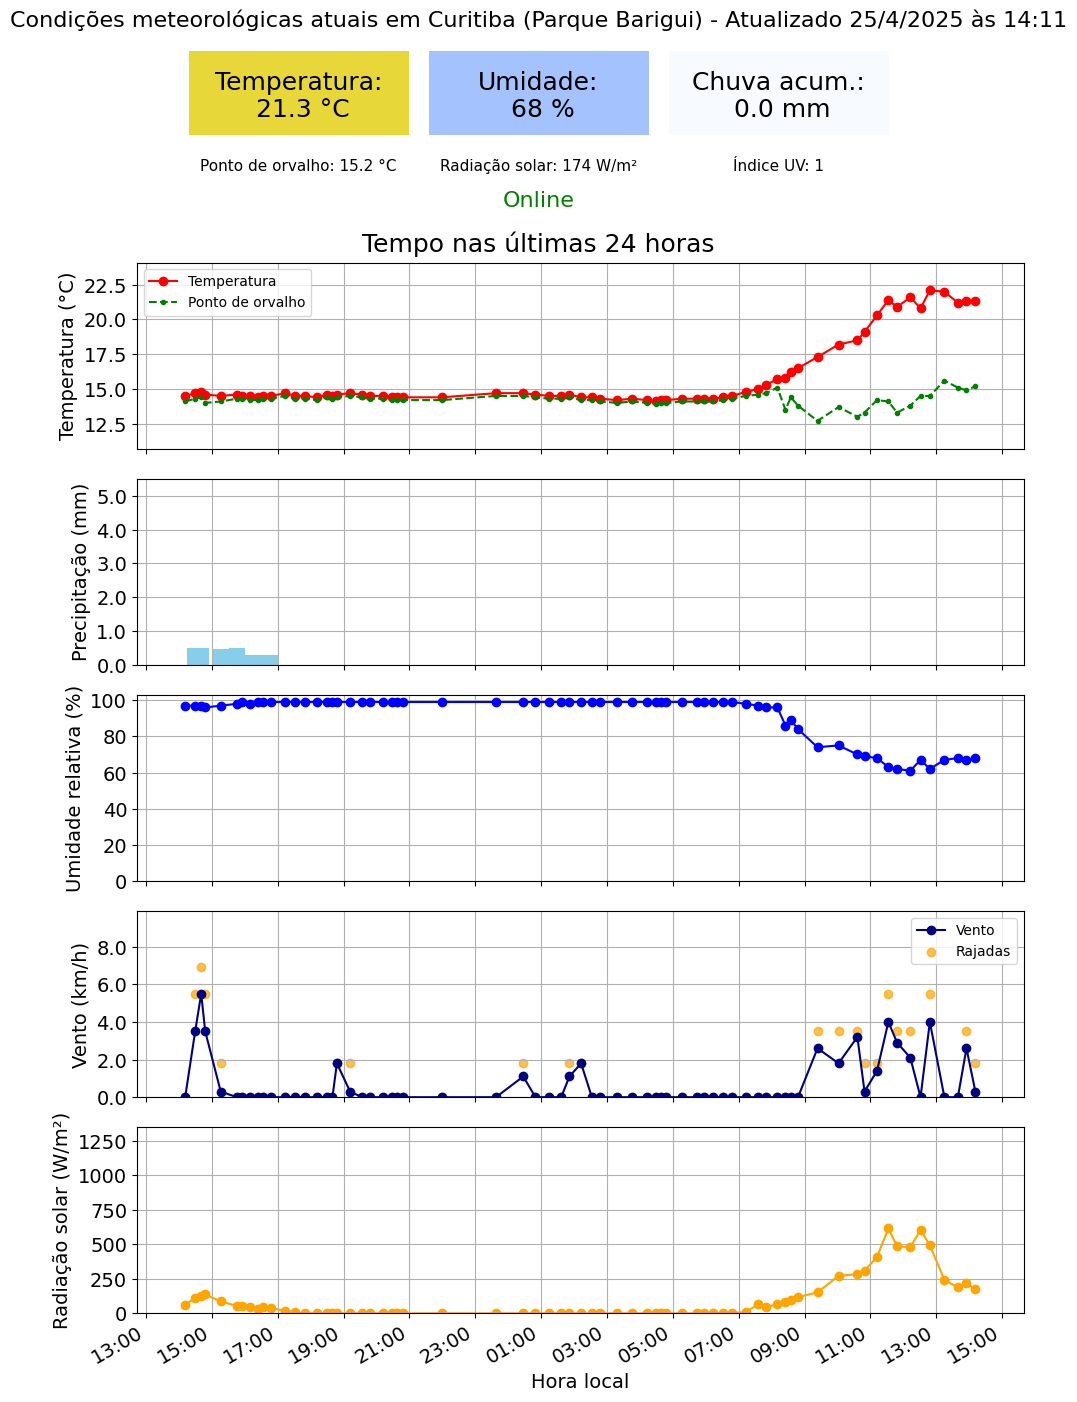 Condições meteorológicas atuais em Curitiba (Parque Barigui) - Atualizado 25/4/2025 às 14:11
Temperatura:
21.3 °C
Umidade:
68 %
Chuva acum.:
0.0 mm
Ponto de orvalho: 15.2 °C
Radiação solar: 174 W/m²
Índice UV: 1
Online
Tempo nas últimas 24 horas
Temperatura (°C)
22.5
20.0
17.5
15.0
12.5
Temperatura
Ponto de orvalho
Precipitação (mm)
5.0
4.0
3.0
2.0
1.0
0.0
Umidade relativa (%)
100
80
60
40
20
0
Vento (km/h)
8.0
6.0
4.0
2.0
0.0
Vento
Rajadas
Radiação solar (W/m²)
1250
1000
750
500
250
0
13:00
15:00
17:00
19:00
21:00
23:00
01:00
03:00
05:00
07:00
09:00
11:00
13:00
15:00
Hora local